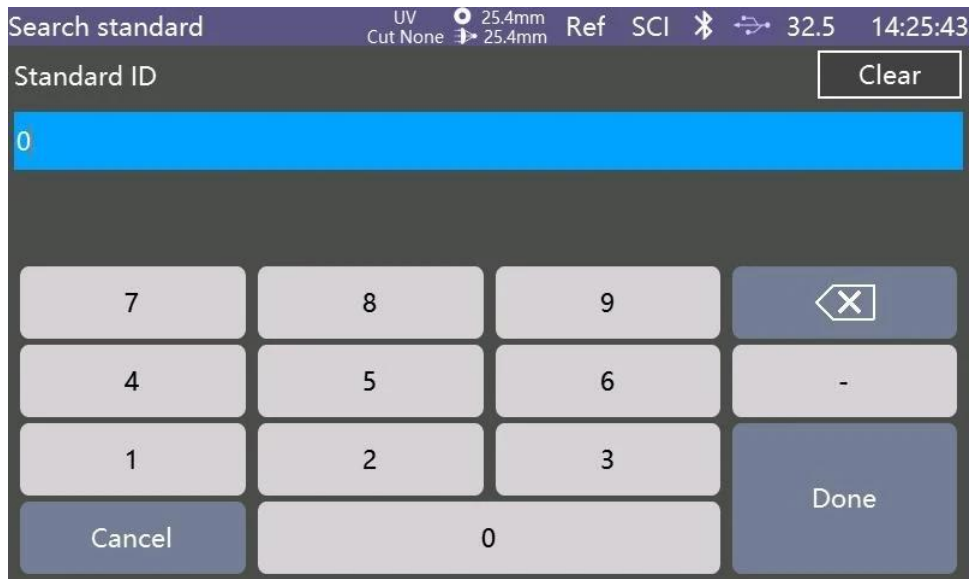 Search standard
UV
Cut None
25.4mm
25.4mm
Ref SCI 32.5 14:25:43
Standard ID
Clear
0
7 8 9
4 5 6 -
1 2 3
Done
Cancel 0